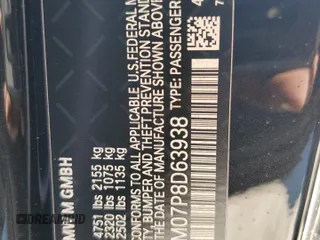 MW M GMBH
4751 lbs 2155 kg
2320 lbs 1075 kg
2502 lbs 1135 kg
CONFORMS TO ALL APPLICABLE U.S. FEDERAL M
BUMPER AND THEFT PREVENTION STAND
DATE OF MANUFACTURE SHOWN ABOVE
M07P8D63938 TYPE: PASSENGER
DREAMBID